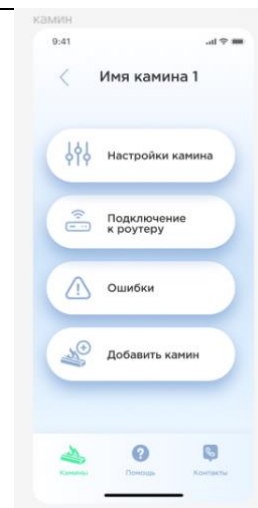 камин
9:41
Имя камина 1
Настройки камина
Подключение
к роутеру
Ошибки
Добавить камин
Камины
Помощь
Контакты